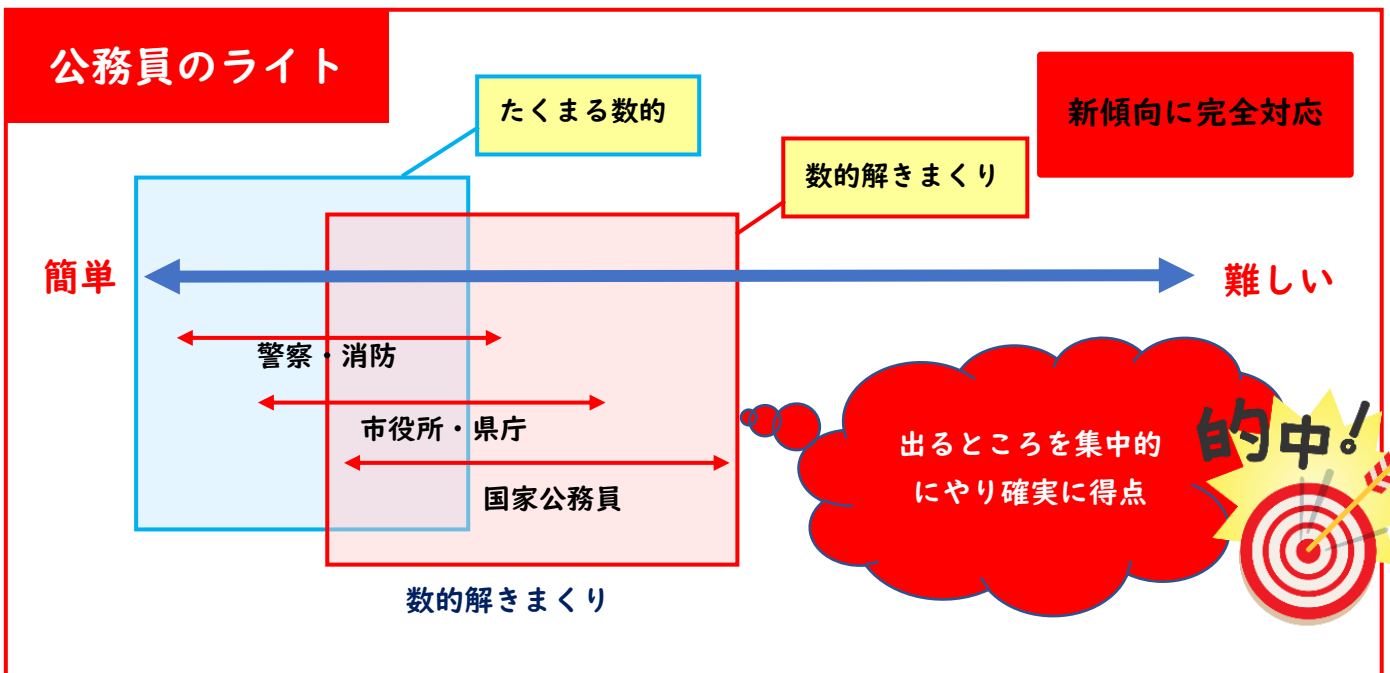 公務員のライト
たくまる数的
新傾向に完全対応
数的解きまくり
簡単
難しい
警察・消防
市役所・県庁
国家公務員
出るところを集中的
にやり確実に得点
的中!
数的解きまくり